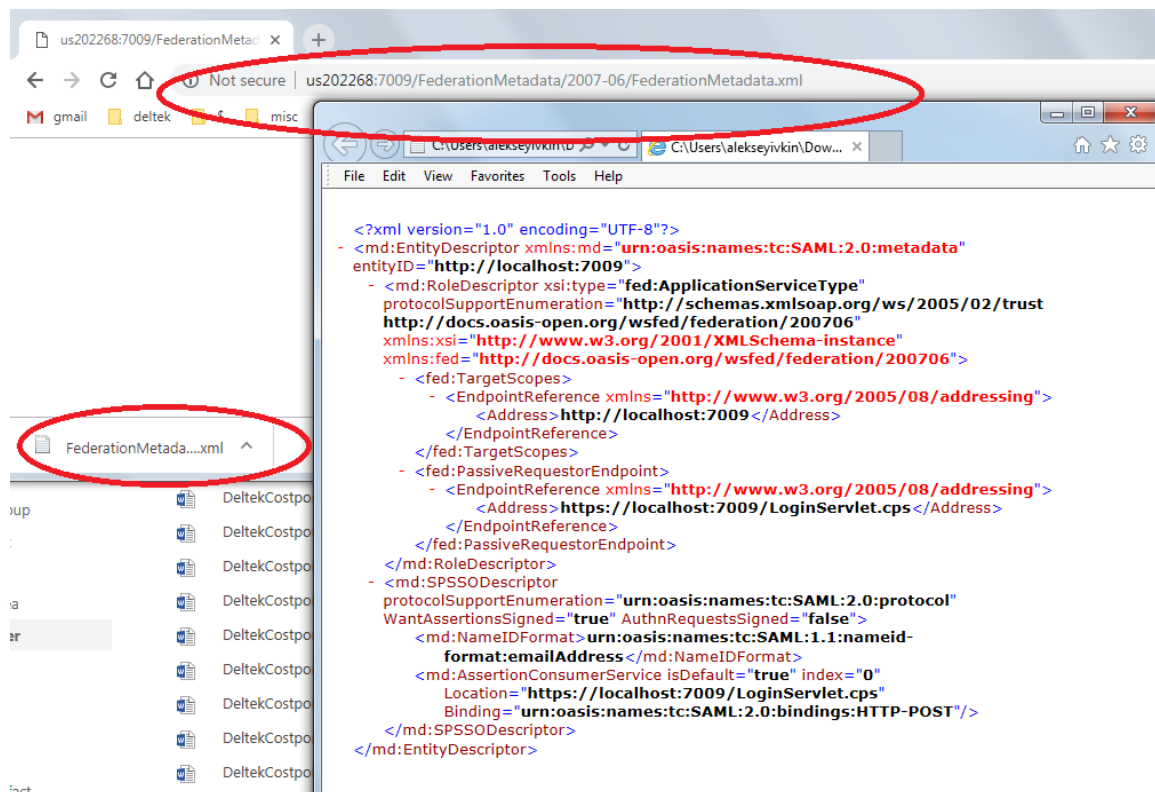 us202268:7009/FederationMetad
Not secure | us202268:7009/FederationMetadata/2007-06/FederationMetadata.xml
gmail deltek misc
C:\Users\alekseyivkin\D C:\Users\alekseyivkin\Dow...
File Edit View Favorites Tools Help
<?xml version="1.0" encoding="UTF-8"?>
- <md:EntityDescriptor xmlns:md="urn:oasis:names:tc:SAML:2.0:metadata"
entityID="http://localhost:7009">
- <md:RoleDescriptor xsi:type="fed:ApplicationServiceType"
protocolSupportEnumeration="http://schemas.xmlsoap.org/ws/2005/02/trust
http://docs.oasis-open.org/wsfed/federation/200706"
xmlns:xsi="http://www.w3.org/2001/XMLSchema-instance"
xmlns:fed="http://docs.oasis-open.org/wsfed/federation/200706">
- <fed:TargetScopes>
- <EndpointReference xmlns="http://www.w3.org/2005/08/addressing">
<Address>http://localhost:7009</Address>
</EndpointReference>
</fed:TargetScopes>
- <fed:PassiveRequestorEndpoint>
- <EndpointReference xmlns="http://www.w3.org/2005/08/addressing">
<Address>https://localhost:7009/LoginServlet.cps</Address>
</EndpointReference>
</fed:PassiveRequestorEndpoint>
</md:RoleDescriptor>
- <md:SPSSODescriptor
protocolSupportEnumeration="urn:oasis:names:tc:SAML:2.0:protocol"
WantAssertionsSigned="true" AuthnRequestsSigned="false">
<md:NameIDFormat>urn:oasis:names:tc:SAML:1.1:nameid-
format:emailAddress</md:NameIDFormat>
<md:AssertionConsumerService isDefault="true" index="0"
Location="https://localhost:7009/LoginServlet.cps"
Binding="urn:oasis:names:tc:SAML:2.0:bindings:HTTP-POST"/>
</md:SPSSODescriptor>
</md:EntityDescriptor>
FederationMetada....xml
DeltekCostpo
oup
DeltekCostpo
DeltekCostpo
ea
DeltekCostpo
er
DeltekCostpo
DeltekCostpo
DeltekCostpo
DeltekCostpo
DeltekCostpo